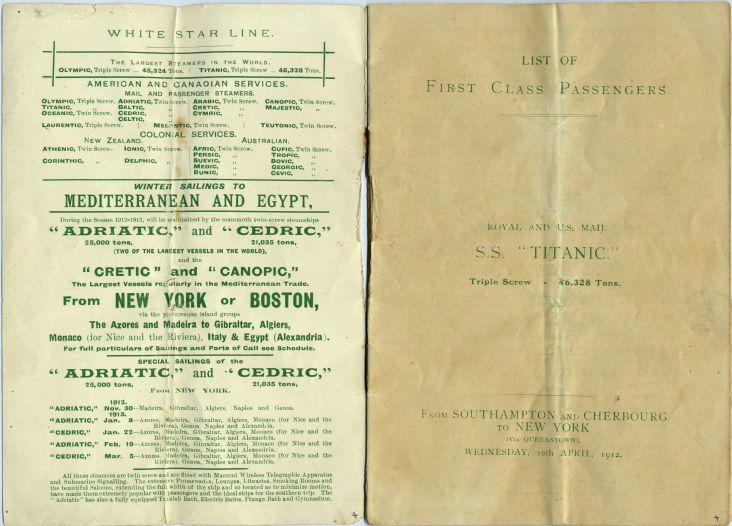 WHITE STAR LINE.
THE LARGEST STEAMERS IN THE WORLD.
OLYMPIC, Triple Screw ... 45,324 Tons. | TITANIC, Triple Screw ... 46,328 Tons.
AMERICAN AND CANADIAN SERVICES.
MAIL AND PASSENGER STEAMERS.
OLYMPIC, Triple Screw. ADRIATIC, Twin Screw. ARABIC, Twin Screw. CANOPIC, Twin Screw.
TITANIC, " BALTIC, " CRETIC, " MAJESTIC, "
OCEANIC, Twin Screw. CEDRIC, " CYMRIC, "
CELTIC, "
LAURENTIC, Triple Screw. | MEGANTIC, Twin Screw. | TEUTONIC, Twin Screw.
COLONIAL SERVICES.
NEW ZEALAND. AUSTRALIAN.
ATHENIC, Twin Screw. IONIC, Twin Screw. AFRIC, Twin Screw. CUFIC, Twin Screw.
PERSIC, " TROPIC, "
CORINTHIC, " DELPHIC, " SUEVIC, " BOVIC, "
MEDIC, " GEORGIC, "
RUNIC, " CEVIC, "
WINTER SAILINGS TO
MEDITERRANEAN AND EGYPT,
During the Season 1912-1913, will be maintained by the mammoth twin-screw steamships
"ADRIATIC," and "CEDRIC,"
25,000 tons, 21,035 tons,
(TWO OF THE LARGEST VESSELS IN THE WORLD),
and the
"CRETIC" and "CANOPIC,"
The Largest Vessels regularly in the Mediterranean Trade.
From NEW YORK or BOSTON,
via the picturesque island groups
The Azores and Madeira to Gibraltar, Algiers,
Monaco (for Nice and the Riviera), Italy & Egypt (Alexandria).
For full particulars of Sailings and Ports of Call see Schedule.
SPECIAL SAILINGS of the
"ADRIATIC," and "CEDRIC,"
25,000 tons, 21,035 tons,
FROM NEW YORK.
1912.
"ADRIATIC," Nov. 30—Madeira, Gibraltar, Algiers, Naples and Genoa.
1913.
"ADRIATIC," Jan. 8—Azores, Madeira, Gibraltar, Algiers, Monaco (for Nice and the
Riviera), Genoa, Naples and Alexandria.
"CEDRIC," Jan. 22—Azores, Madeira, Gibraltar, Algiers, Monaco (for Nice and the
Riviera), Genoa, Naples and Alexandria.
"ADRIATIC," Feb. 19—Azores, Madeira, Gibraltar, Algiers, Monaco (for Nice and the
Riviera), Genoa, Naples and Alexandria.
"CEDRIC," Mar. 5—Azores, Madeira, Gibraltar, Algiers, Monaco (for Nice and the
Riviera), Genoa, Naples and Alexandria.
All these steamers are twin screw and are fitted with Marconi Wireless Telegraphic Apparatus
and Submarine Signalling. The extensive Promenades, Lounges, Libraries, Smoking Rooms and
the beautiful Saloons, extending the full width of the ship and so located as to minimize motion,
have made them extremely popular with passengers and the ideal ships for the southern trip. The
"Adriatic" has also a fully equipped Turkish Bath, Electric Baths, Plunge Bath and Gymnasium.
LIST OF
FIRST CLASS PASSENGERS
ROYAL AND U.S. MAIL
S.S. "TITANIC."
Triple Screw - 46,328 Tons.
FROM SOUTHAMPTON AND CHERBOURG
TO NEW YORK
(VIA QUEENSTOWN),
WEDNESDAY, 10TH APRIL, 1912.